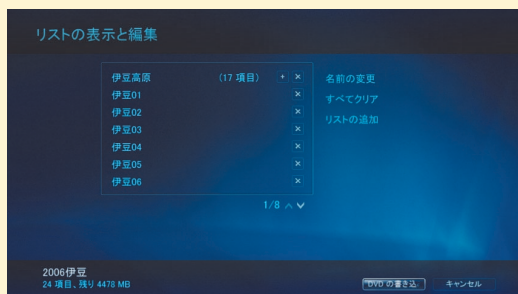 リストの表示と編集
伊豆高原 (17 項目) + ×
伊豆01 ×
伊豆02 ×
伊豆03 ×
伊豆04 ×
伊豆05 ×
伊豆06 ×
1/8
名前の変更
すべてクリア
リストの追加
2006伊豆
24 項目、残り 4478 MB
DVD の書き込 キャンセル